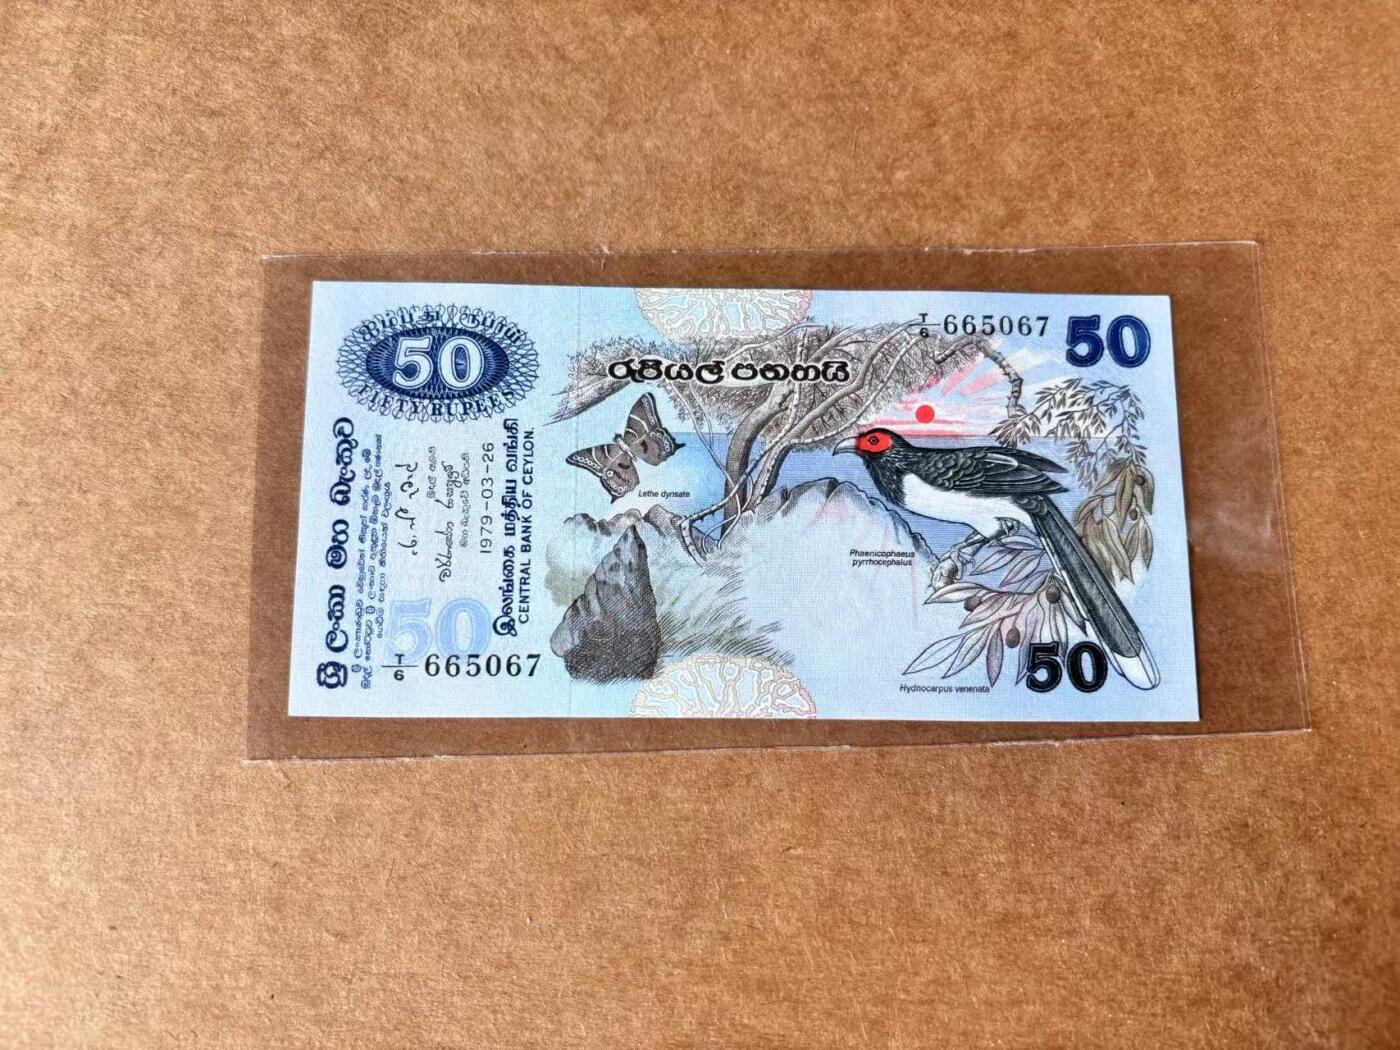 50
FIFTY RUPEES
T/6 665067
50
රුපියල් පනහයි
ශ්‍රී ලංකා මහ බැංකුව
1979-03-26
இலங்கை மத்திய வங்கி
CENTRAL BANK OF CEYLON.
Lethe dynsate
Phaenicophaeus
pyrrhocephalus
50
T/6 665067
Hydnocarpus venenata
50